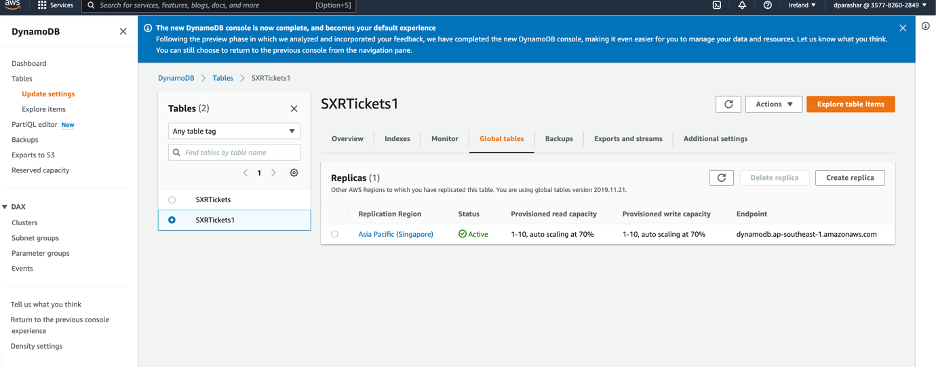 aws
Services
Search for services, features, blogs, docs, and more
[Option+S]
Ireland
dparashar @ 3577-8260-2849
DynamoDB
Dashboard
Tables
Update settings
Explore items
PartiQL editor New
Backups
Exports to S3
Reserved capacity
DAX
Clusters
Subnet groups
Parameter groups
Events
Tell us what you think
Return to the previous console
experience
Density settings
The new DynamoDB console is now complete, and becomes your default experience
Following the preview phase in which we analyzed and incorporated your feedback, we have completed the new DynamoDB console, making it even easier for you to manage your data and resources. Let us know what you think.
You can still choose to return to the previous console from the navigation pane.
DynamoDB
Tables
SXRTickets1
Tables (2)
Any table tag
Find tables by table name
1
SXRTickets
SXRTickets1
SXRTickets1
Actions
Explore table items
Overview
Indexes
Monitor
Global tables
Backups
Exports and streams
Additional settings
Replicas (1)
Other AWS Regions to which you have replicated this table. You are using global tables version 2019.11.21.
Delete replica
Create replica
Replication Region
Status
Provisioned read capacity
Provisioned write capacity
Endpoint
Asia Pacific (Singapore)
Active
1-10, auto scaling at 70%
1-10, auto scaling at 70%
dynamodb.ap-southeast-1.amazonaws.com